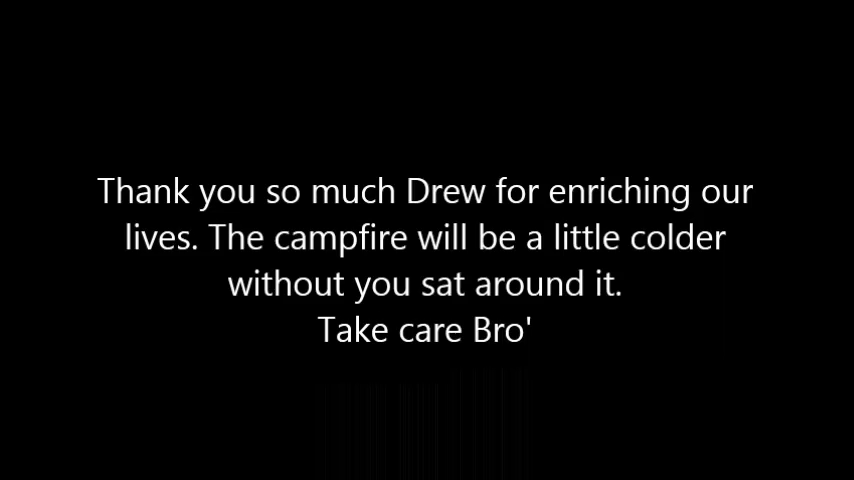 Thank you so much Drew for enriching our
lives. The campfire will be a little colder
without you sat around it.
Take care Bro'